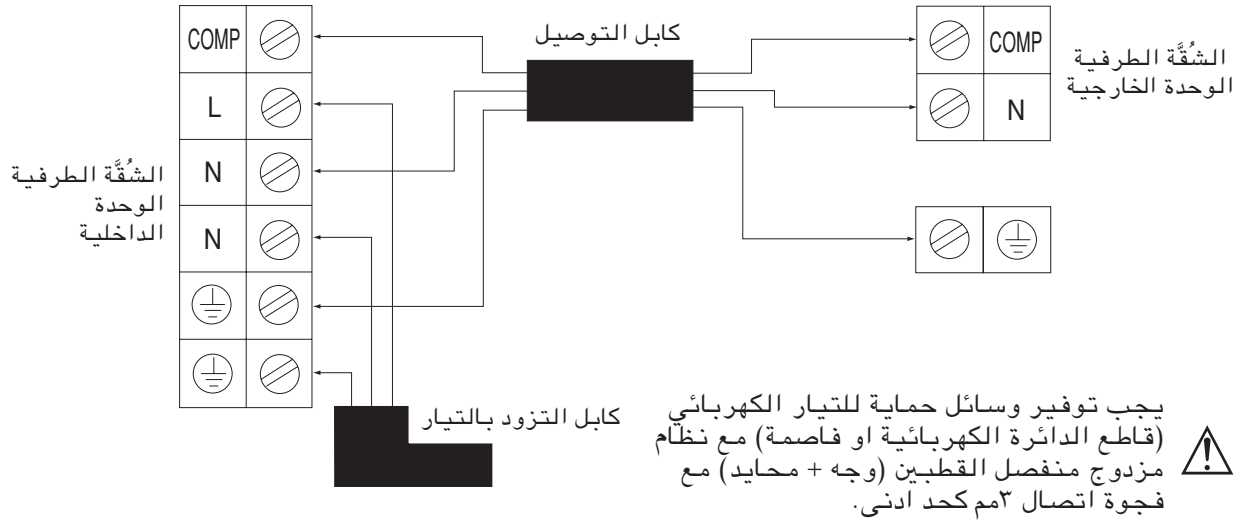 كابل التوصيل
COMP
L
N
N
الشُقَّة الطرفية
الوحدة
الداخلية
COMP
N
الشُقَّة الطرفية
الوحدة الخارجية
كابل التزود بالتيار
يجب توفير وسائل حماية للتيار الكهربائي
(قاطع الدائرة الكهربائية او فاصمة) مع نظام
مزدوج منفصل القطبين (وجه + محايد) مع
فجوة اتصال ٣مم كحد ادنى.